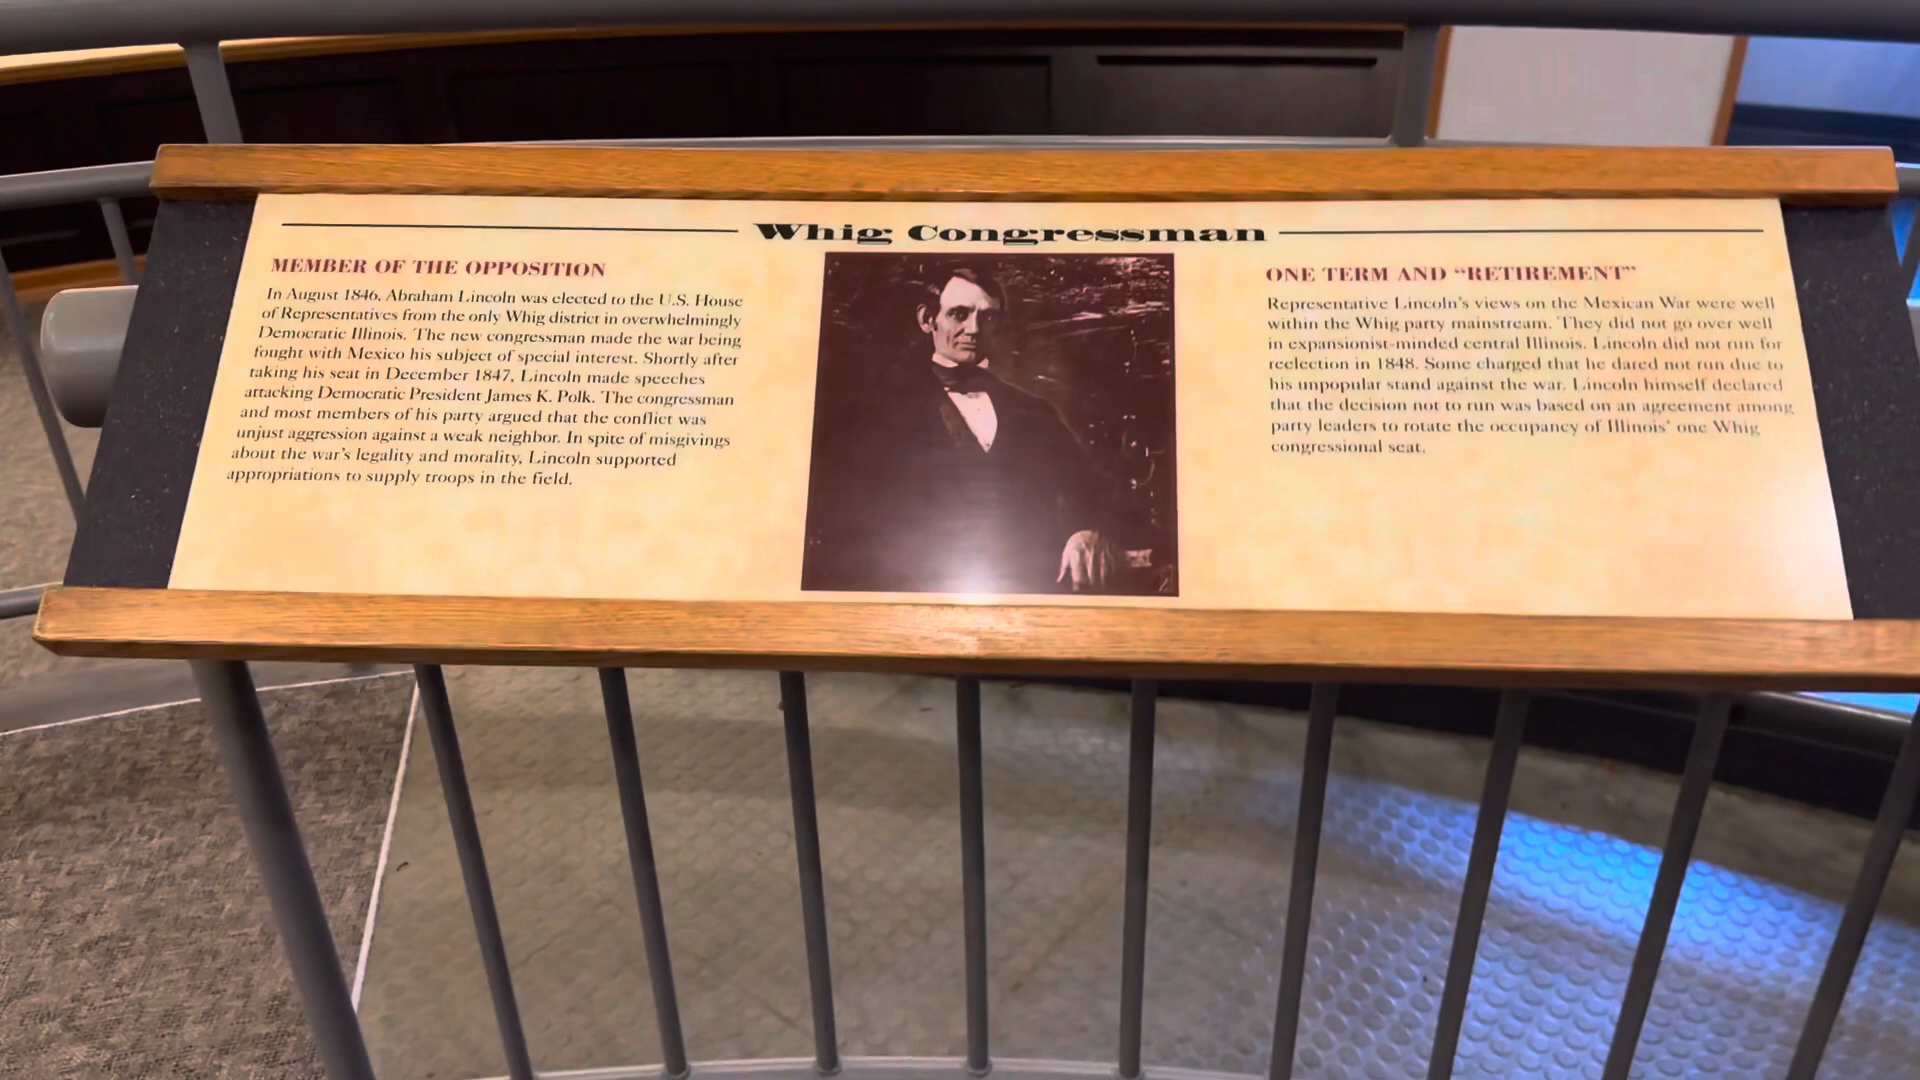 Whig Congressman
MEMBER OF THE OPPOSITION
In August 1846, Abraham Lincoln was elected to the U.S. House
of Representatives from the only Whig district in overwhelmingly
Democratic Illinois. The new congressman made the war being
fought with Mexico his subject of special interest. Shortly after
taking his seat in December 1847, Lincoln made speeches
attacking Democratic President James K. Polk. The congressman
and most members of his party argued that the conflict was
unjust aggression against a weak neighbor. In spite of misgivings
about the war's legality and morality, Lincoln supported
appropriations to supply troops in the field.
ONE TERM AND “RETIREMENT”
Representative Lincoln's views on the Mexican War were well
within the Whig party mainstream. They did not go over well
in expansionist-minded central Illinois. Lincoln did not run for
reelection in 1848. Some charged that he dared not run due to
his unpopular stand against the war. Lincoln himself declared
that the decision not to run was based on an agreement among
party leaders to rotate the occupancy of Illinois' one Whig
congressional seat.